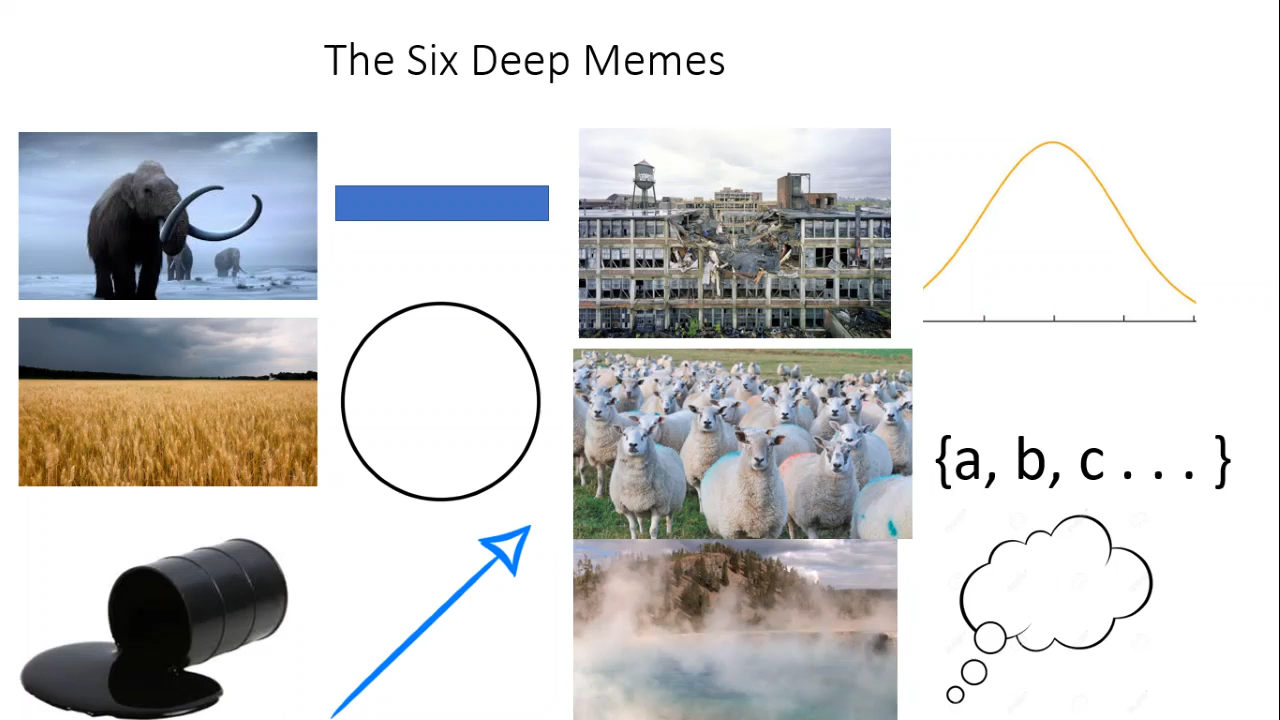 The Six Deep Memes
{a, b, c . . . }